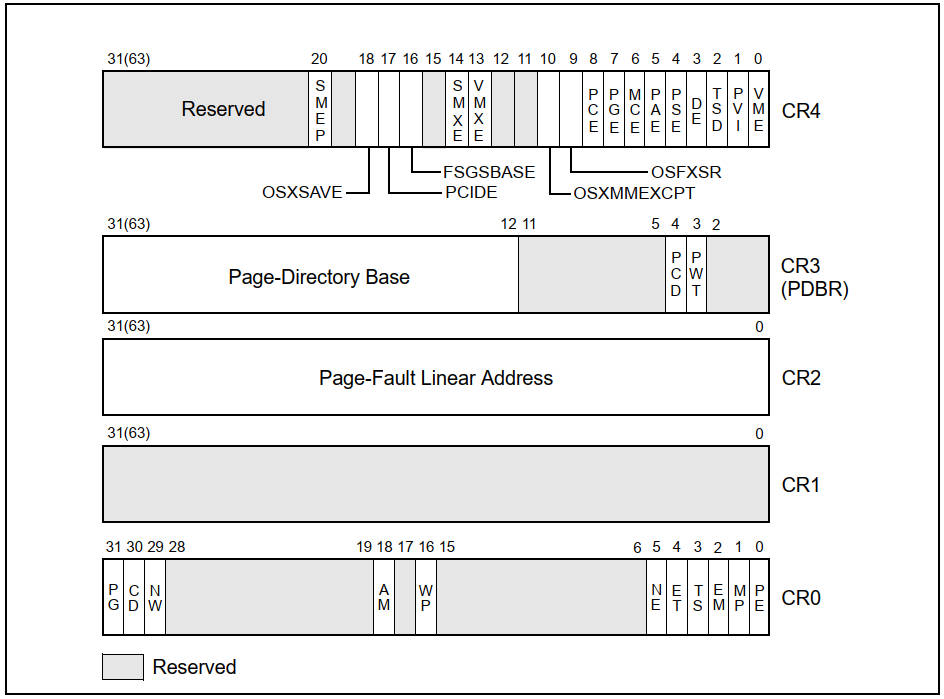 31(63) 20 18 17 16 15 14 13 12 11 10 9 8 7 6 5 4 3 2 1 0
Reserved SMEP SMXE VMXE PCE PGE MCE PAE PSE DE TSD PVI VME CR4
FSGSBASE OSFXSR
OSXSAVE PCIDE OSXMMEXCPT
31(63) 12 11 5 4 3 2
Page-Directory Base PCD PWT CR3
(PDBR)
31(63) 0
Page-Fault Linear Address CR2
31(63) 0
CR1
31 30 29 28 19 18 17 16 15 6 5 4 3 2 1 0
PG CD NW AM WP NE ET TS EM MP PE CR0
Reserved